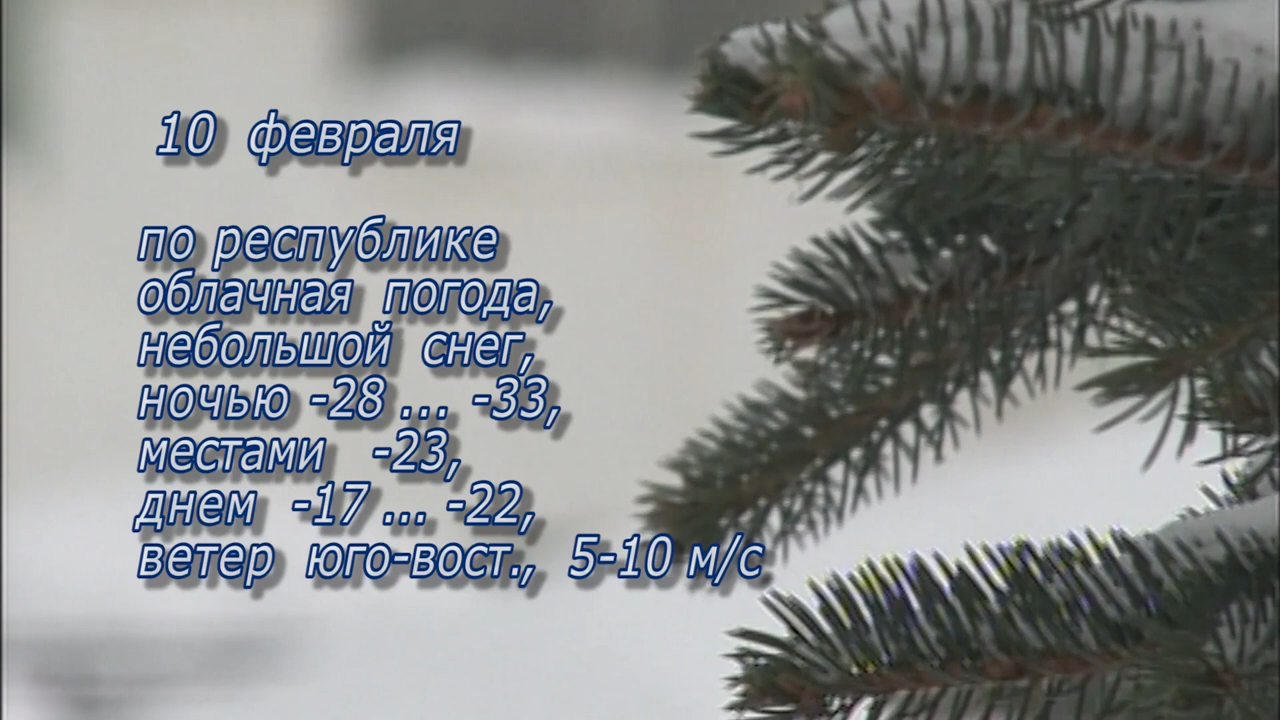 10 февраля
по республике
облачная погода,
небольшой снег,
ночью -28 ... -33,
местами -23,
днем -17 ... -22,
ветер юго-вост., 5-10 м/с